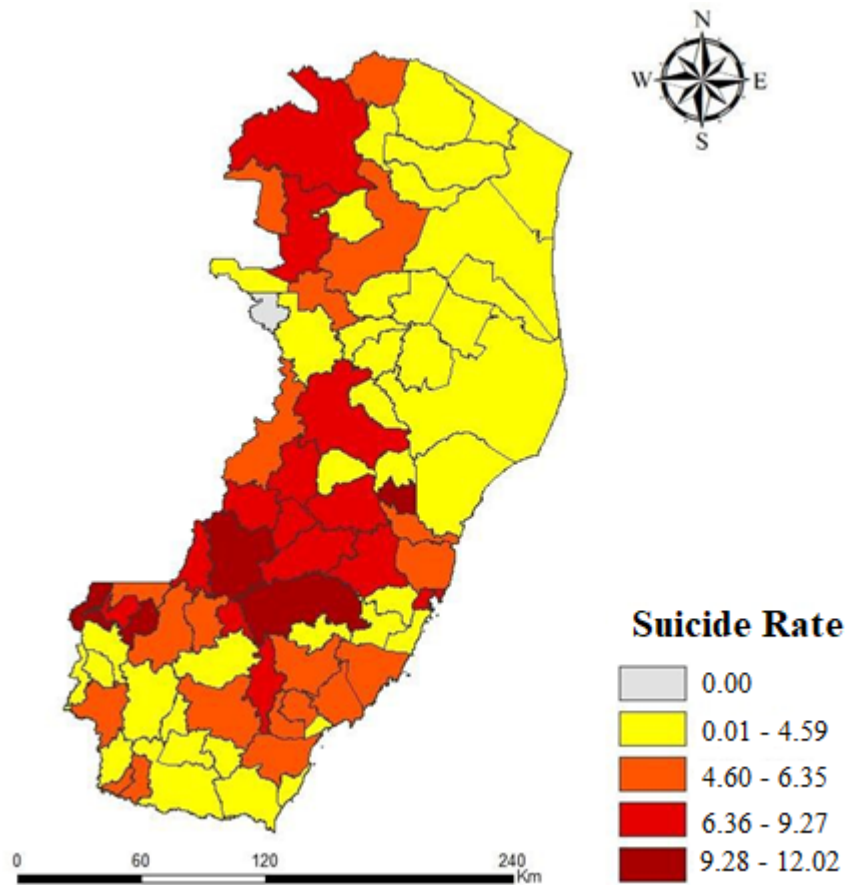 N
W E
S
Suicide Rate
0.00
0.01 - 4.59
4.60 - 6.35
6.36 - 9.27
9.28 - 12.02
0 60 120 240
Km